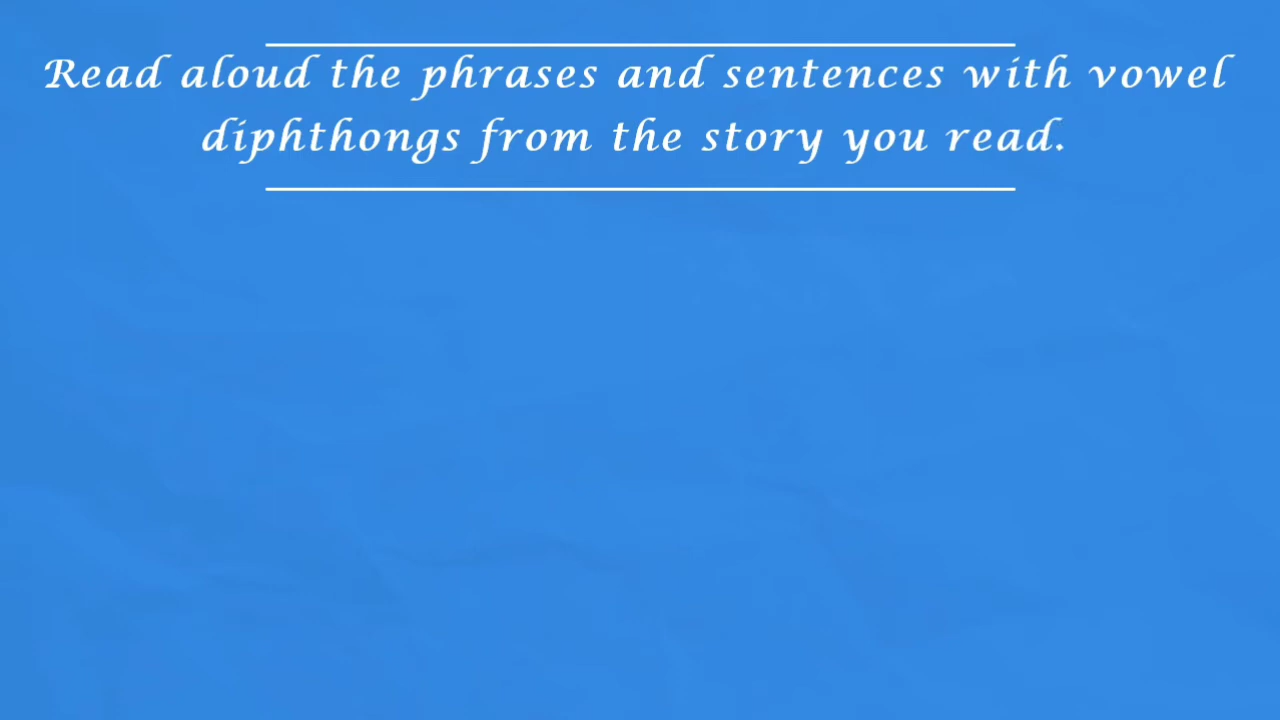 Read aloud the phrases and sentences with vowel
diphthongs from the story you read.